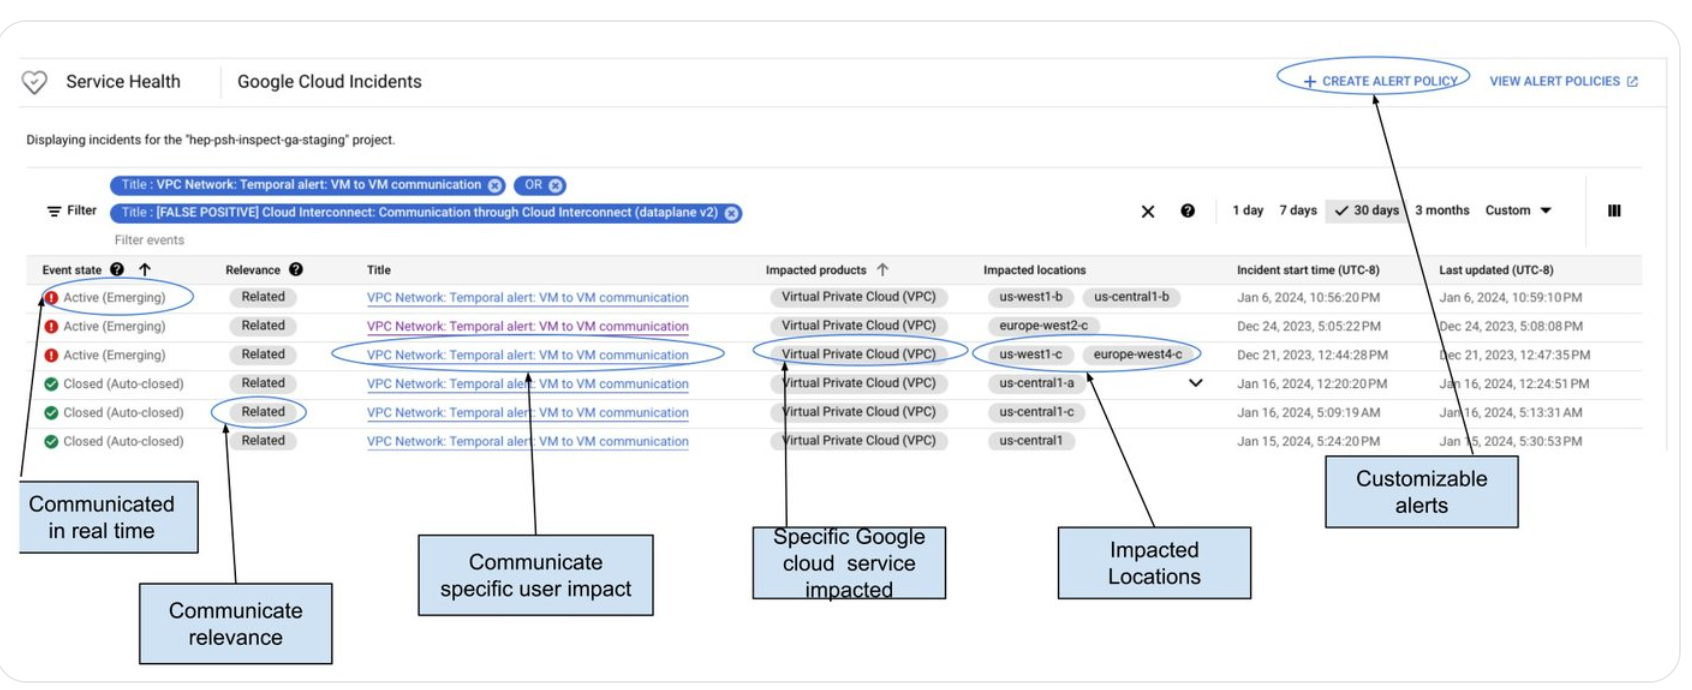 Service Health
Google Cloud Incidents
+ CREATE ALERT POLICY
VIEW ALERT POLICIES
Displaying incidents for the "hep-psh-inspect-ga-staging" project.
Filter
Title : VPC Network: Temporal alert: VM to VM communication
OR
Title : [FALSE POSITIVE] Cloud Interconnect: Communication through Cloud Interconnect (dataplane v2)
Filter events
1 day 7 days 30 days 3 months Custom
Event state Relevance Title Impacted products Impacted locations Incident start time (UTC-8) Last updated (UTC-8)
Active (Emerging) Related VPC Network: Temporal alert: VM to VM communication Virtual Private Cloud (VPC) us-west1-b us-central1-b Jan 6, 2024, 10:56:20 PM Jan 6, 2024, 10:59:10 PM
Active (Emerging) Related VPC Network: Temporal alert: VM to VM communication Virtual Private Cloud (VPC) europe-west2-c Dec 24, 2023, 5:05:22 PM Dec 24, 2023, 5:08:08 PM
Active (Emerging) Related VPC Network: Temporal alert: VM to VM communication Virtual Private Cloud (VPC) us-west1-c europe-west4-c Dec 21, 2023, 12:44:28 PM Dec 21, 2023, 12:47:35 PM
Closed (Auto-closed) Related VPC Network: Temporal alert: VM to VM communication Virtual Private Cloud (VPC) us-central1-a Jan 16, 2024, 12:20:20 PM Jan 16, 2024, 12:24:51 PM
Closed (Auto-closed) Related VPC Network: Temporal alert: VM to VM communication Virtual Private Cloud (VPC) us-central1-c Jan 16, 2024, 5:09:19 AM Jan 16, 2024, 5:13:31 AM
Closed (Auto-closed) Related VPC Network: Temporal alert: VM to VM communication Virtual Private Cloud (VPC) us-central1 Jan 15, 2024, 5:24:20 PM Jan 15, 2024, 5:30:53 PM
Communicated
in real time
Communicate
relevance
Communicate
specific user impact
Specific Google
cloud service
impacted
Impacted
Locations
Customizable
alerts